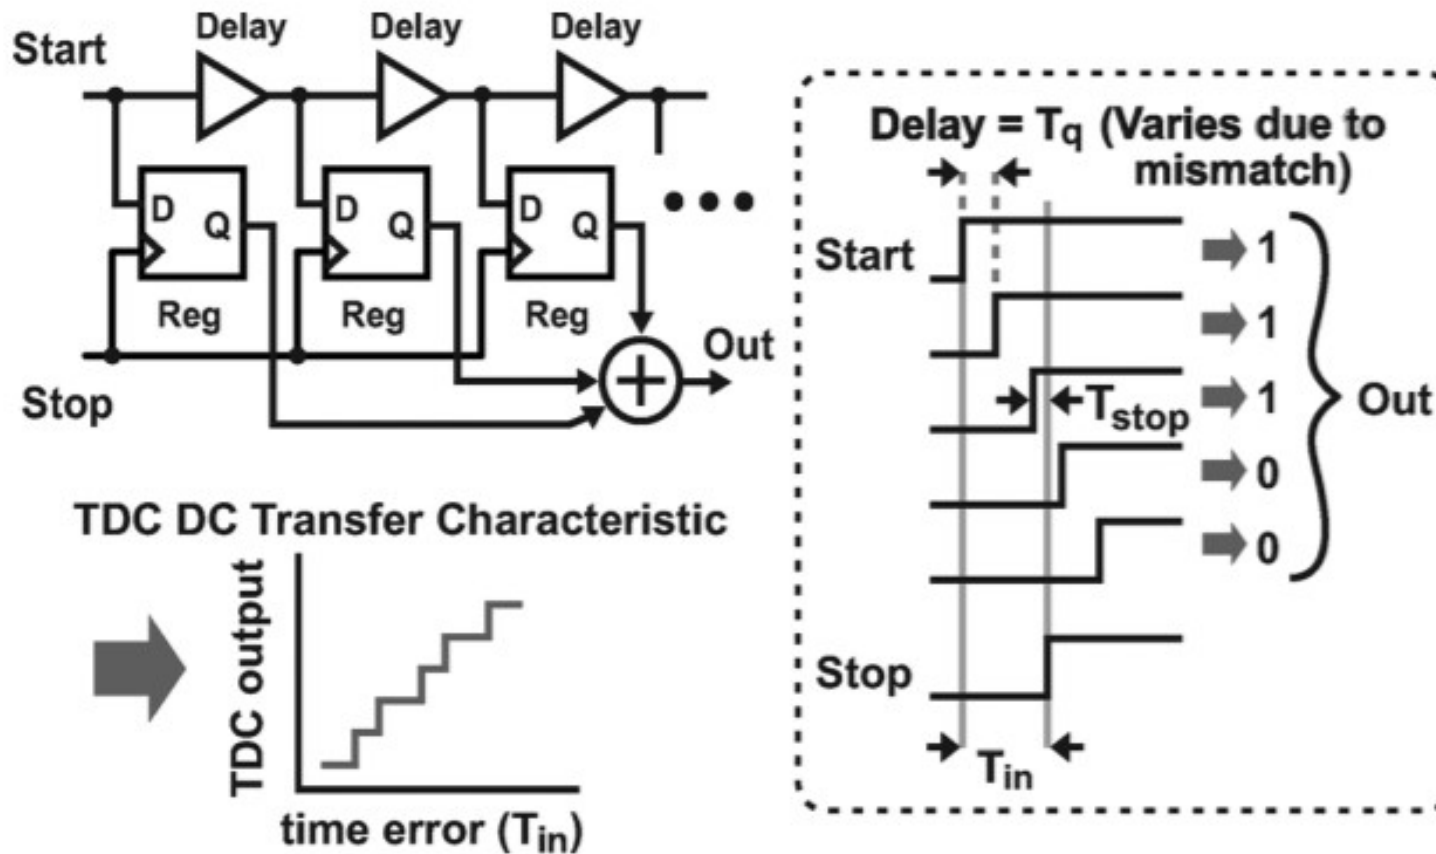 Start
Delay
Delay
Delay
D
Q
D
Q
D
Q
Reg
Reg
Reg
Stop
Out
TDC DC Transfer Characteristic
TDC output
time error (Tin)
Delay = Tq (Varies due to
mismatch)
Start
1
1
Tstop
1
Out
0
0
Stop
Tin